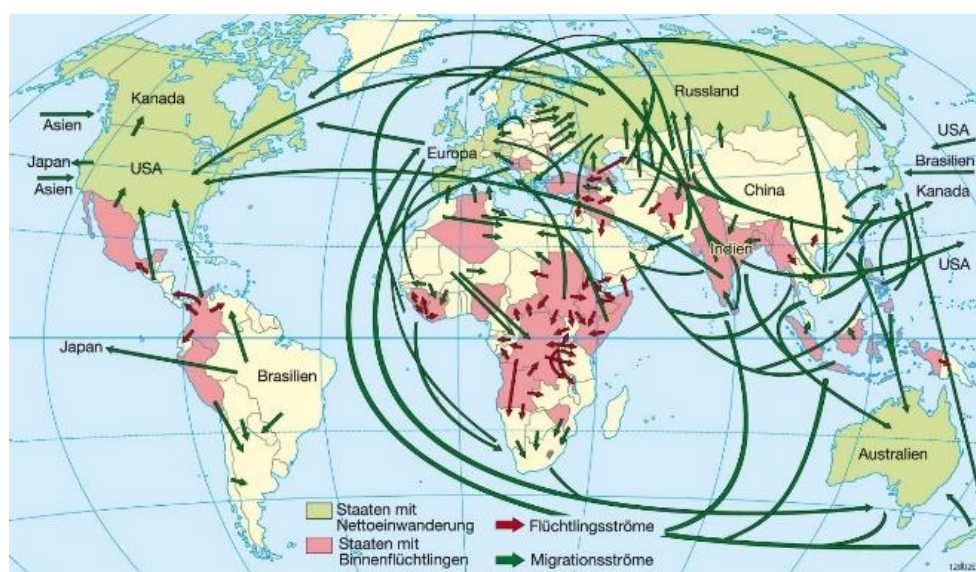 Kanada
Russland
Asien
USA
Japan
USA
Europa
Brasilien
Asien
China
Kanada
Indien
USA
Japan
Brasilien
Australien
Staaten mit
Nettoeinwanderung
Flüchtlingsströme
Staaten mit
Binnenflüchtlingen
Migrationsströme